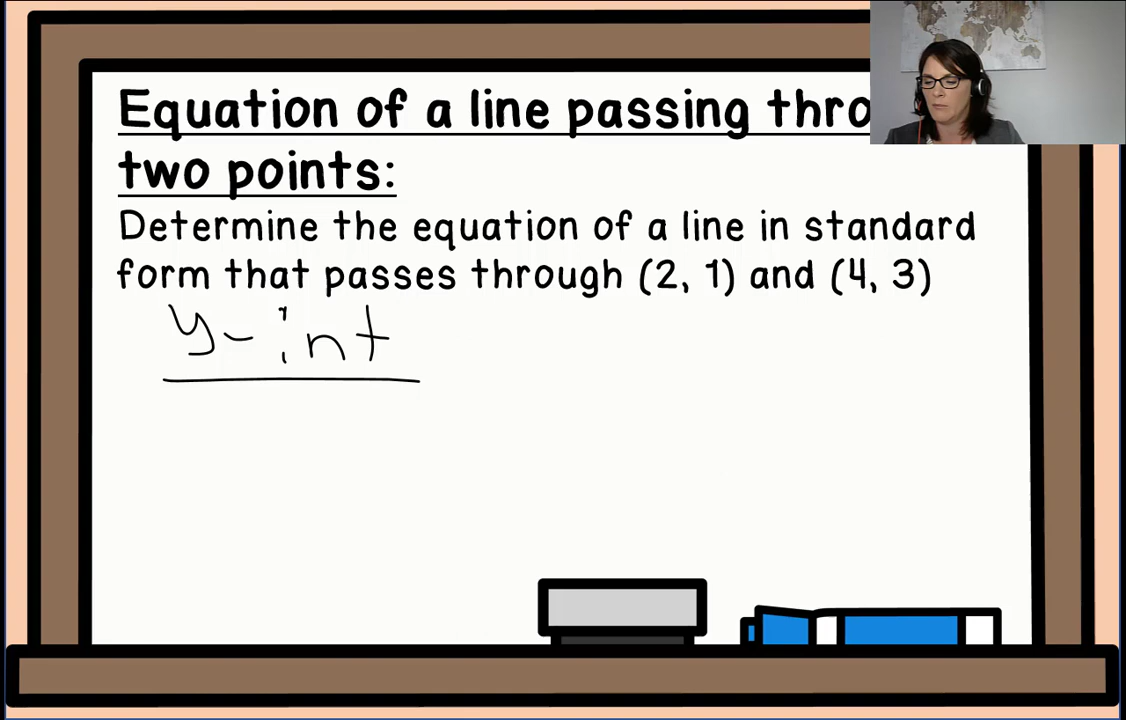 Equation of a line passing thro
two points:
Determine the equation of a line in standard
form that passes through (2, 1) and (4, 3)
y-int